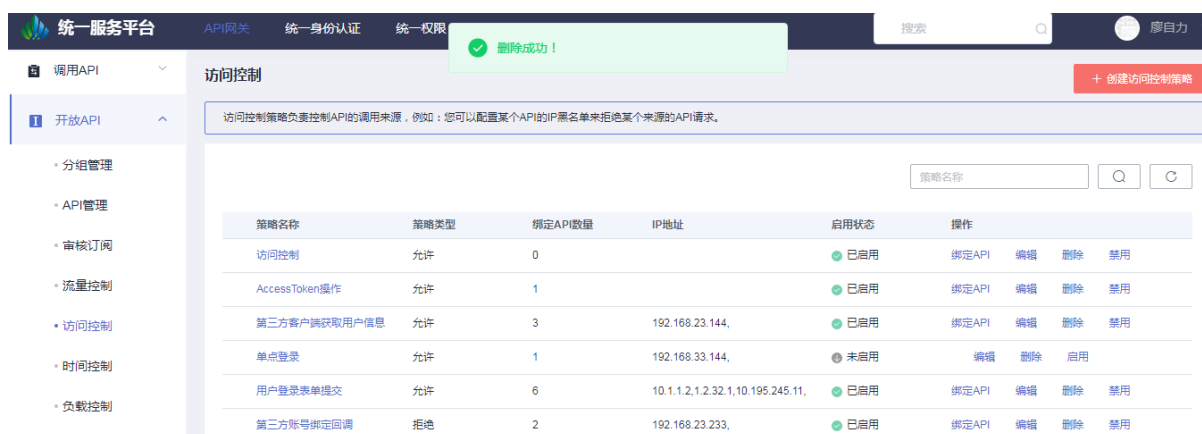 统一服务平台 API网关 统一身份认证 统一权限 搜索 廖自力
删除成功！
调用API
访问控制
+ 创建访问控制策略
开放API
访问控制策略负责控制API的调用来源，例如：您可以配置某个API的IP黑名单来拒绝某个来源的API请求。
分组管理
API管理
审核订阅
流量控制
访问控制
时间控制
负载控制
策略名称
策略名称 策略类型 绑定API数量 IP地址 启用状态 操作
访问控制 允许 0 已启用 绑定API 编辑 删除 禁用
AccessToken操作 允许 1 已启用 绑定API 编辑 删除 禁用
第三方客户端获取用户信息 允许 3 192.168.23.144, 已启用 绑定API 编辑 删除 禁用
单点登录 允许 1 192.168.33.144, 未启用 编辑 删除 启用
用户登录表单提交 允许 6 10.1.1.2,1.2.32.1,10.195.245.11, 已启用 绑定API 编辑 删除 禁用
第三方账号绑定回调 拒绝 2 192.168.23.233, 已启用 绑定API 编辑 删除 禁用